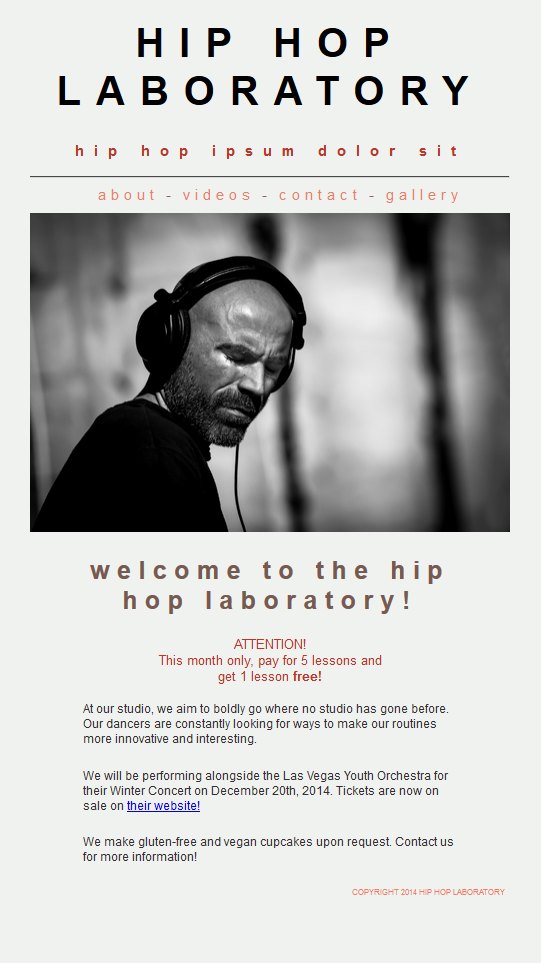 HIP HOP
LABORATORY
hip hop ipsum dolor sit
about - videos - contact - gallery
welcome to the hip
hop laboratory!
ATTENTION!
This month only, pay for 5 lessons and
get 1 lesson free!
At our studio, we aim to boldly go where no studio has gone before.
Our dancers are constantly looking for ways to make our routines
more innovative and interesting.
We will be performing alongside the Las Vegas Youth Orchestra for
their Winter Concert on December 20th, 2014. Tickets are now on
sale on their website!
We make gluten-free and vegan cupcakes upon request. Contact us
for more information!
COPYRIGHT 2014 HIP HOP LABORATORY